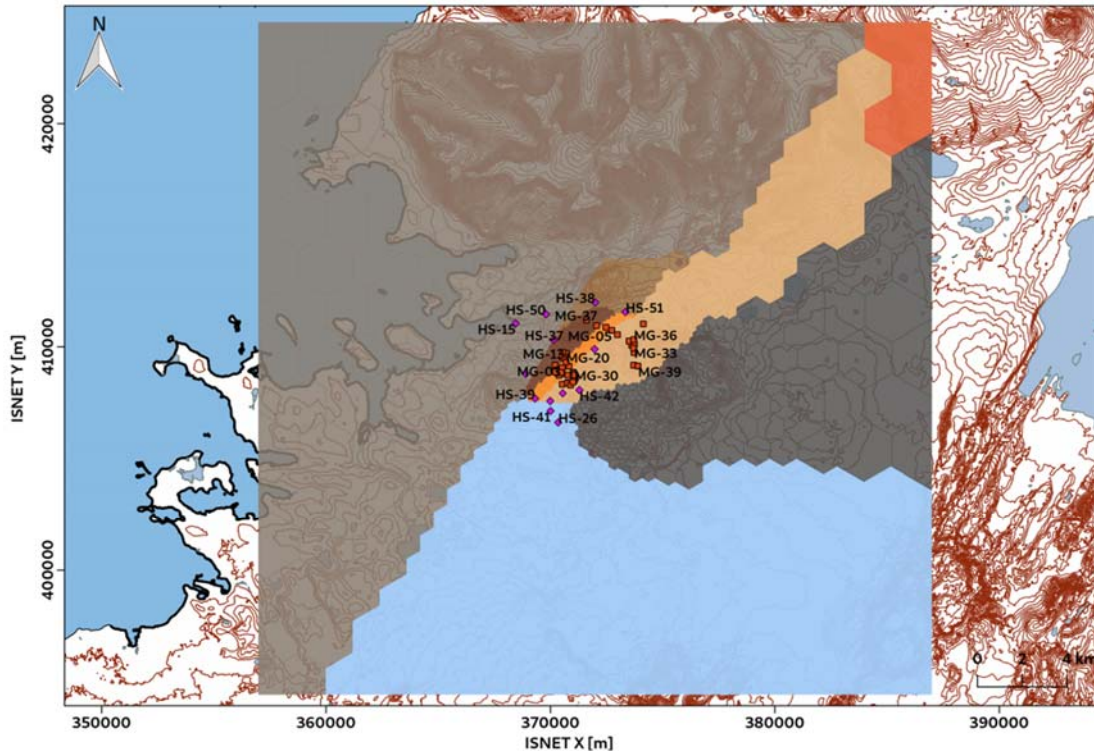 N
420000
410000
400000
ISNET Y [m]
HS-38
HS-50
MG-37
HS-51
HS-15
HS-37
MG-05
MG-36
MG-20
MG-33
MG-30
MG-39
HS-39
HS-42
HS-41
HS-26
0 2 4 km
350000 360000 370000 380000 390000
ISNET X [m]